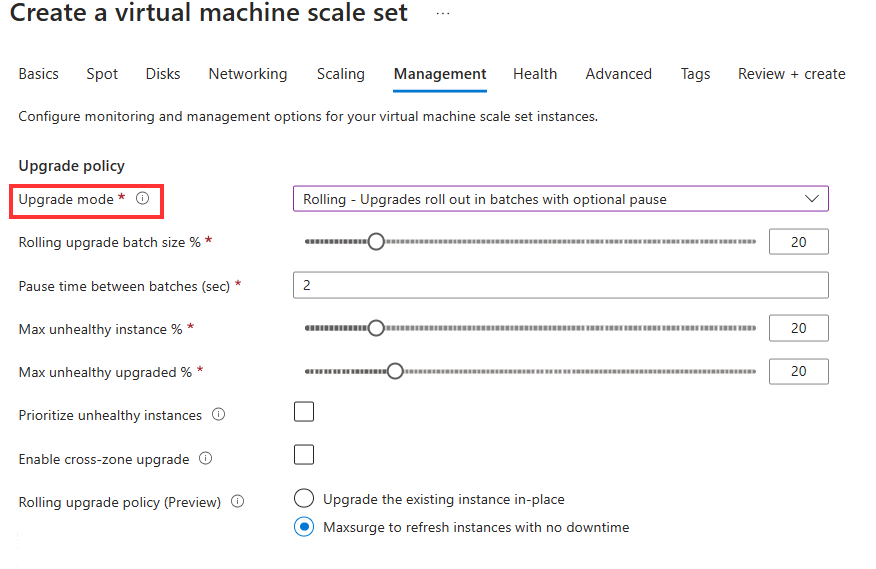 Create a virtual machine scale set ...
Basics Spot Disks Networking Scaling Management Health Advanced Tags Review + create
Configure monitoring and management options for your virtual machine scale set instances.
Upgrade policy
Upgrade mode * Rolling - Upgrades roll out in batches with optional pause
Rolling upgrade batch size % * 20
Pause time between batches (sec) * 2
Max unhealthy instance % * 20
Max unhealthy upgraded % * 20
Prioritize unhealthy instances
Enable cross-zone upgrade
Rolling upgrade policy (Preview) Upgrade the existing instance in-place
Maxsurge to refresh instances with no downtime